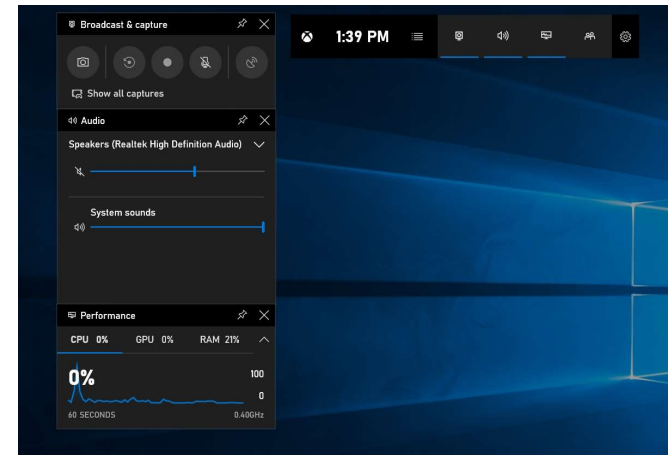 Broadcast & capture
1:39 PM
Show all captures
Audio
Speakers (Realtek High Definition Audio)
System sounds
Performance
CPU 0% GPU 0% RAM 21%
0%
100
0
60 SECONDS 0.40GHz